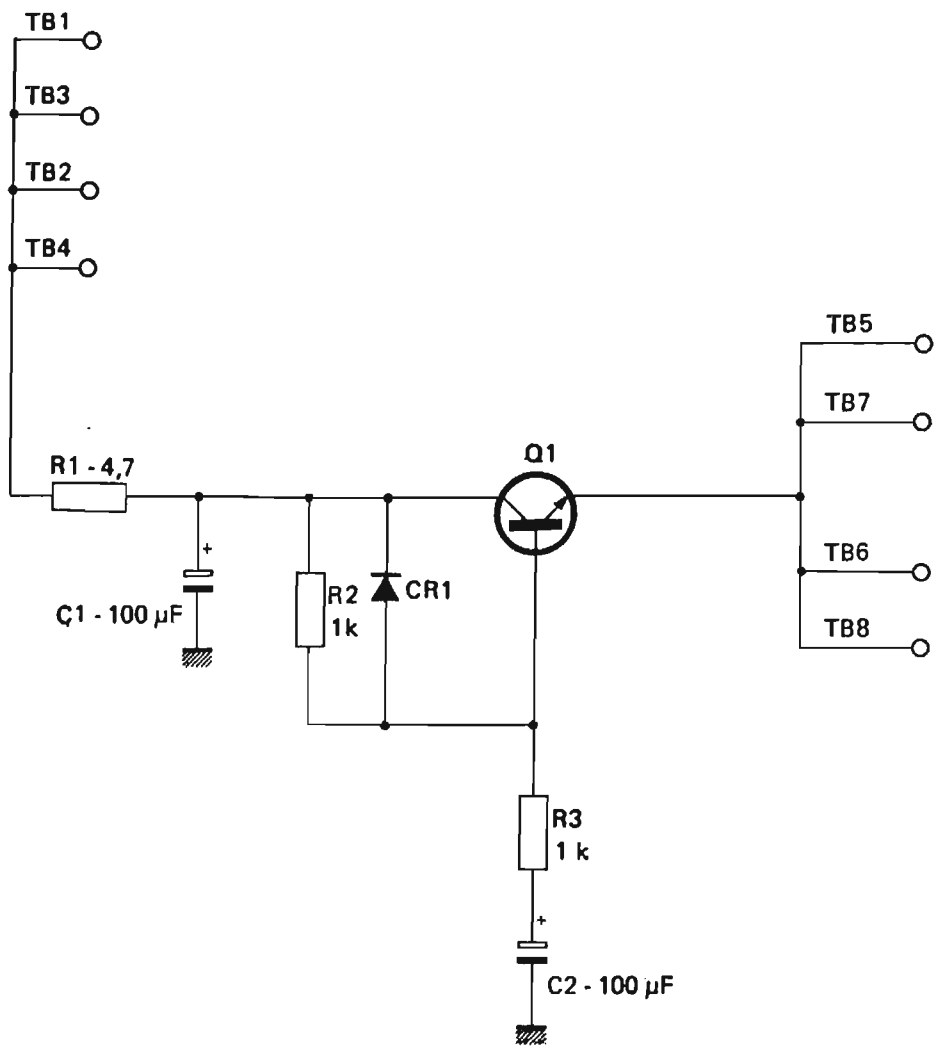 TB1
TB3
TB2
TB4
TB5
TB7
Q1
R1 - 4,7
+
R2
1k
CR1
C1 - 100 µF
TB6
TB8
R3
1 k
+
C2 - 100 µF